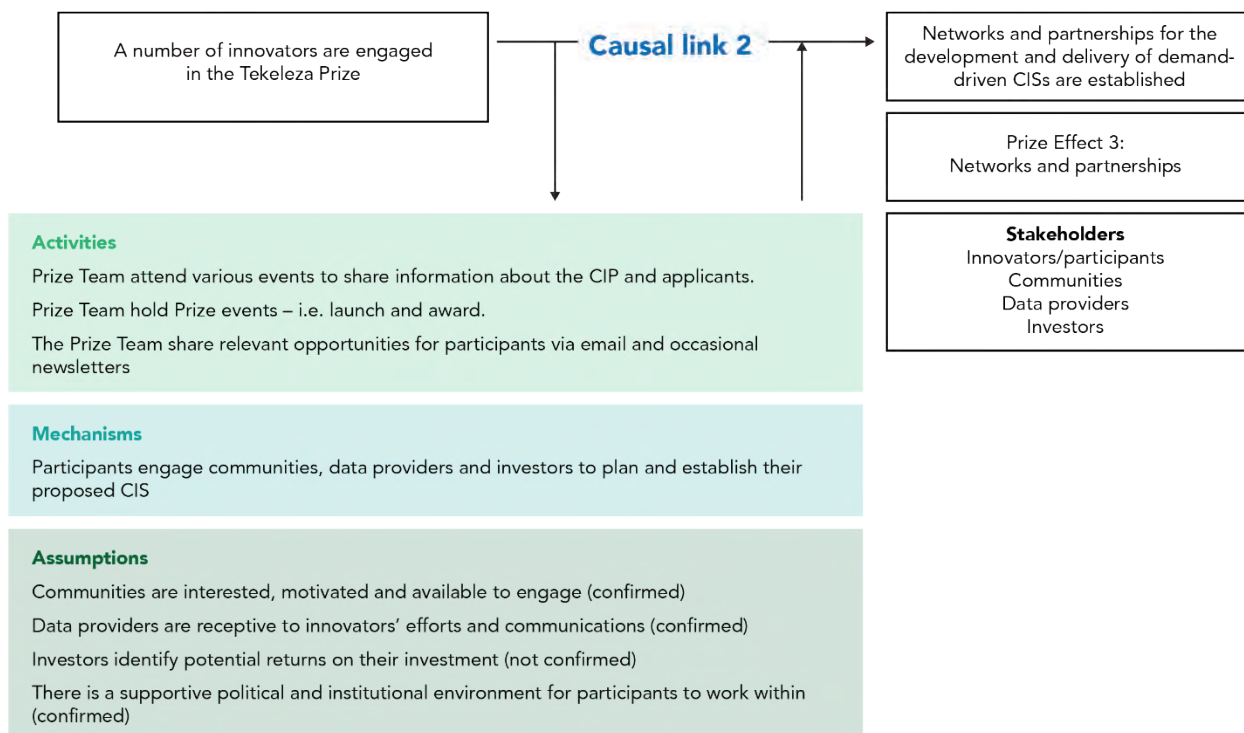 A number of innovators are engaged
in the Tekeleza Prize
Causal link 2
Networks and partnerships for the
development and delivery of demand-
driven CISs are established
Prize Effect 3:
Networks and partnerships
Stakeholders
Innovators/participants
Communities
Data providers
Investors
Activities
Prize Team attend various events to share information about the CIP and applicants.
Prize Team hold Prize events – i.e. launch and award.
The Prize Team share relevant opportunities for participants via email and occasional
newsletters
Mechanisms
Participants engage communities, data providers and investors to plan and establish their
proposed CIS
Assumptions
Communities are interested, motivated and available to engage (confirmed)
Data providers are receptive to innovators’ efforts and communications (confirmed)
Investors identify potential returns on their investment (not confirmed)
There is a supportive political and institutional environment for participants to work within
(confirmed)